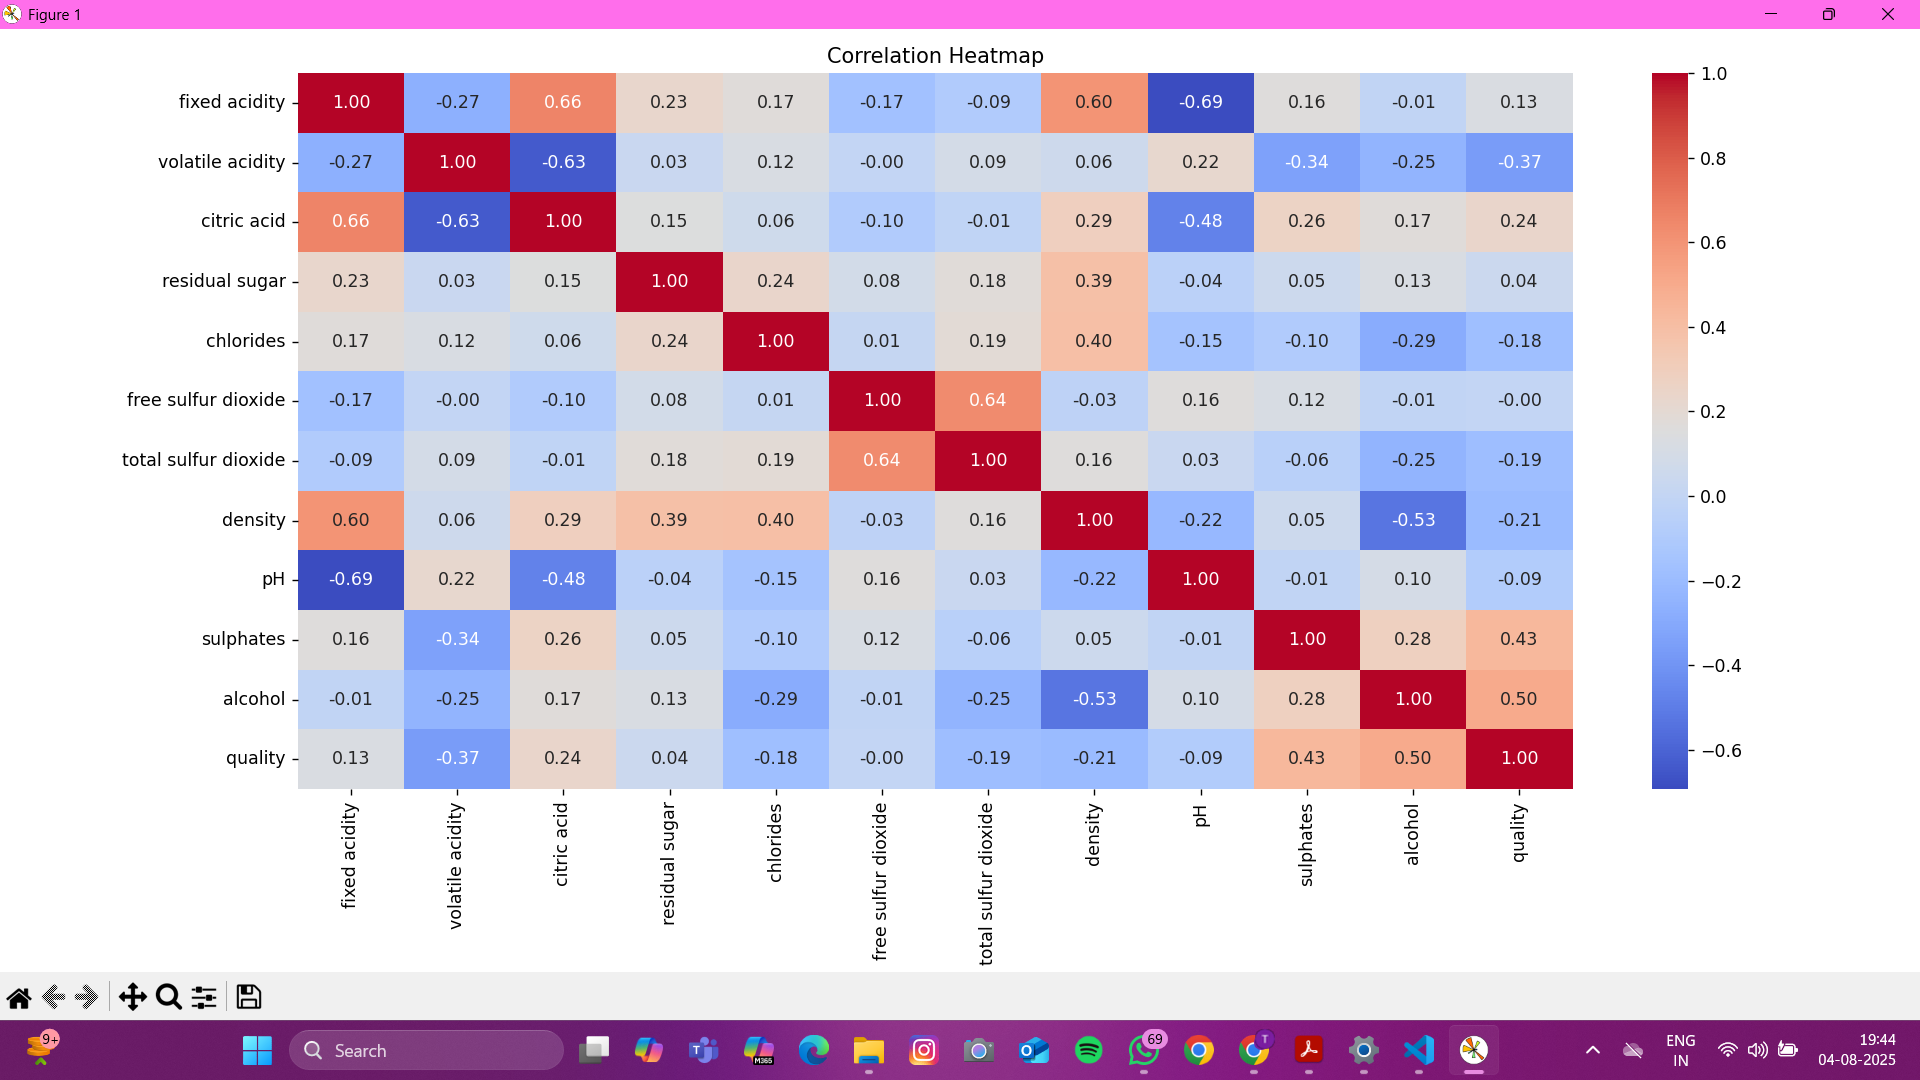 Figure 1
Correlation Heatmap
fixed acidity 1.00 -0.27 0.66 0.23 0.17 -0.17 -0.09 0.60 -0.69 0.16 -0.01 0.13
volatile acidity -0.27 1.00 -0.63 0.03 0.12 -0.00 0.09 0.06 0.22 -0.34 -0.25 -0.37
citric acid 0.66 -0.63 1.00 0.15 0.06 -0.10 -0.01 0.29 -0.48 0.26 0.17 0.24
residual sugar 0.23 0.03 0.15 1.00 0.24 0.08 0.18 0.39 -0.04 0.05 0.13 0.04
chlorides 0.17 0.12 0.06 0.24 1.00 0.01 0.19 0.40 -0.15 -0.10 -0.29 -0.18
free sulfur dioxide -0.17 -0.00 -0.10 0.08 0.01 1.00 0.64 -0.03 0.16 0.12 -0.01 -0.00
total sulfur dioxide -0.09 0.09 -0.01 0.18 0.19 0.64 1.00 0.16 0.03 -0.06 -0.25 -0.19
density 0.60 0.06 0.29 0.39 0.40 -0.03 0.16 1.00 -0.22 0.05 -0.53 -0.21
pH -0.69 0.22 -0.48 -0.04 -0.15 0.16 0.03 -0.22 1.00 -0.01 0.10 -0.09
sulphates 0.16 -0.34 0.26 0.05 -0.10 0.12 -0.06 0.05 -0.01 1.00 0.28 0.43
alcohol -0.01 -0.25 0.17 0.13 -0.29 -0.01 -0.25 -0.53 0.10 0.28 1.00 0.50
quality 0.13 -0.37 0.24 0.04 -0.18 -0.00 -0.19 -0.21 -0.09 0.43 0.50 1.00
fixed acidity
volatile acidity
citric acid
residual sugar
chlorides
free sulfur dioxide
total sulfur dioxide
density
pH
sulphates
alcohol
quality
1.0
0.8
0.6
0.4
0.2
0.0
−0.2
−0.4
−0.6
9+
Search
T
M365
69
T
ENG
IN
19:44
04-08-2025